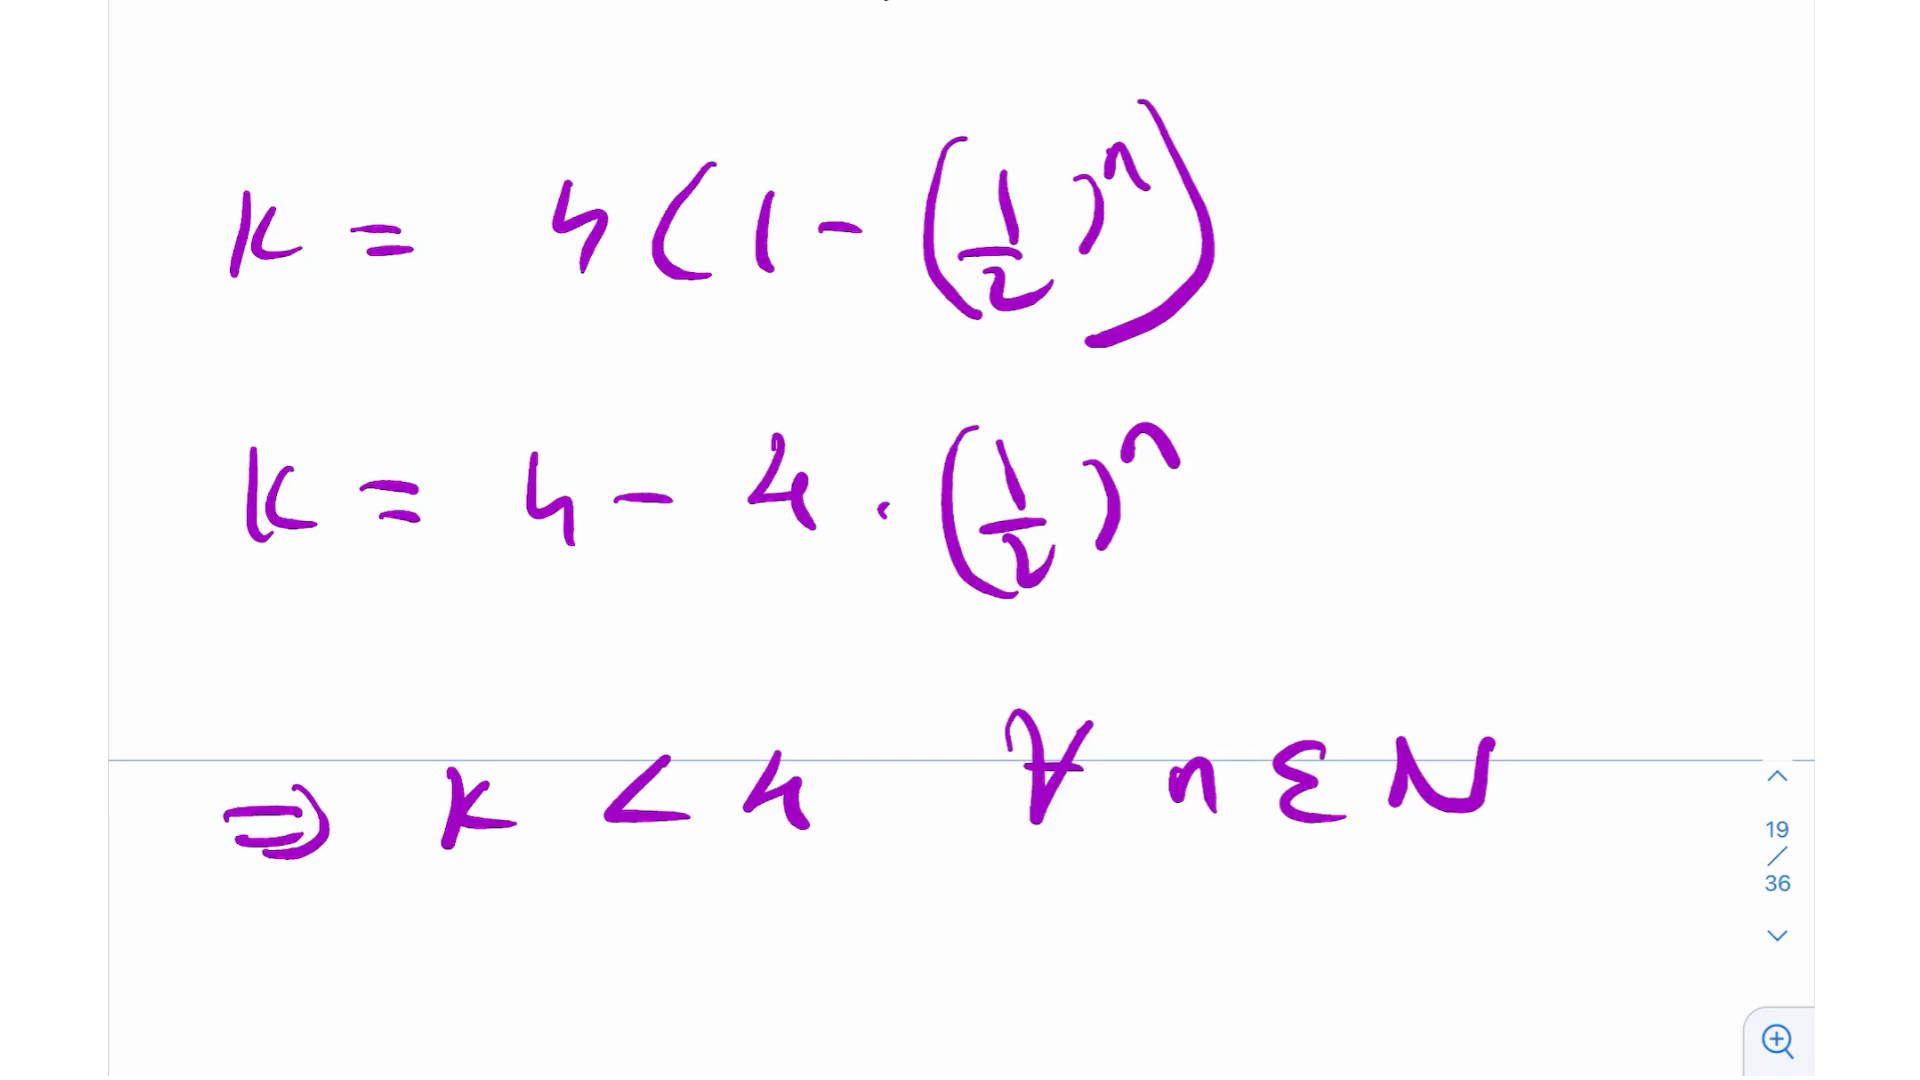 K = 4(1 - (1/2)^n)
K = 4 - 4 · (1/2)^n
⇒ K < 4 ∀ n ∈ N
19
/
36